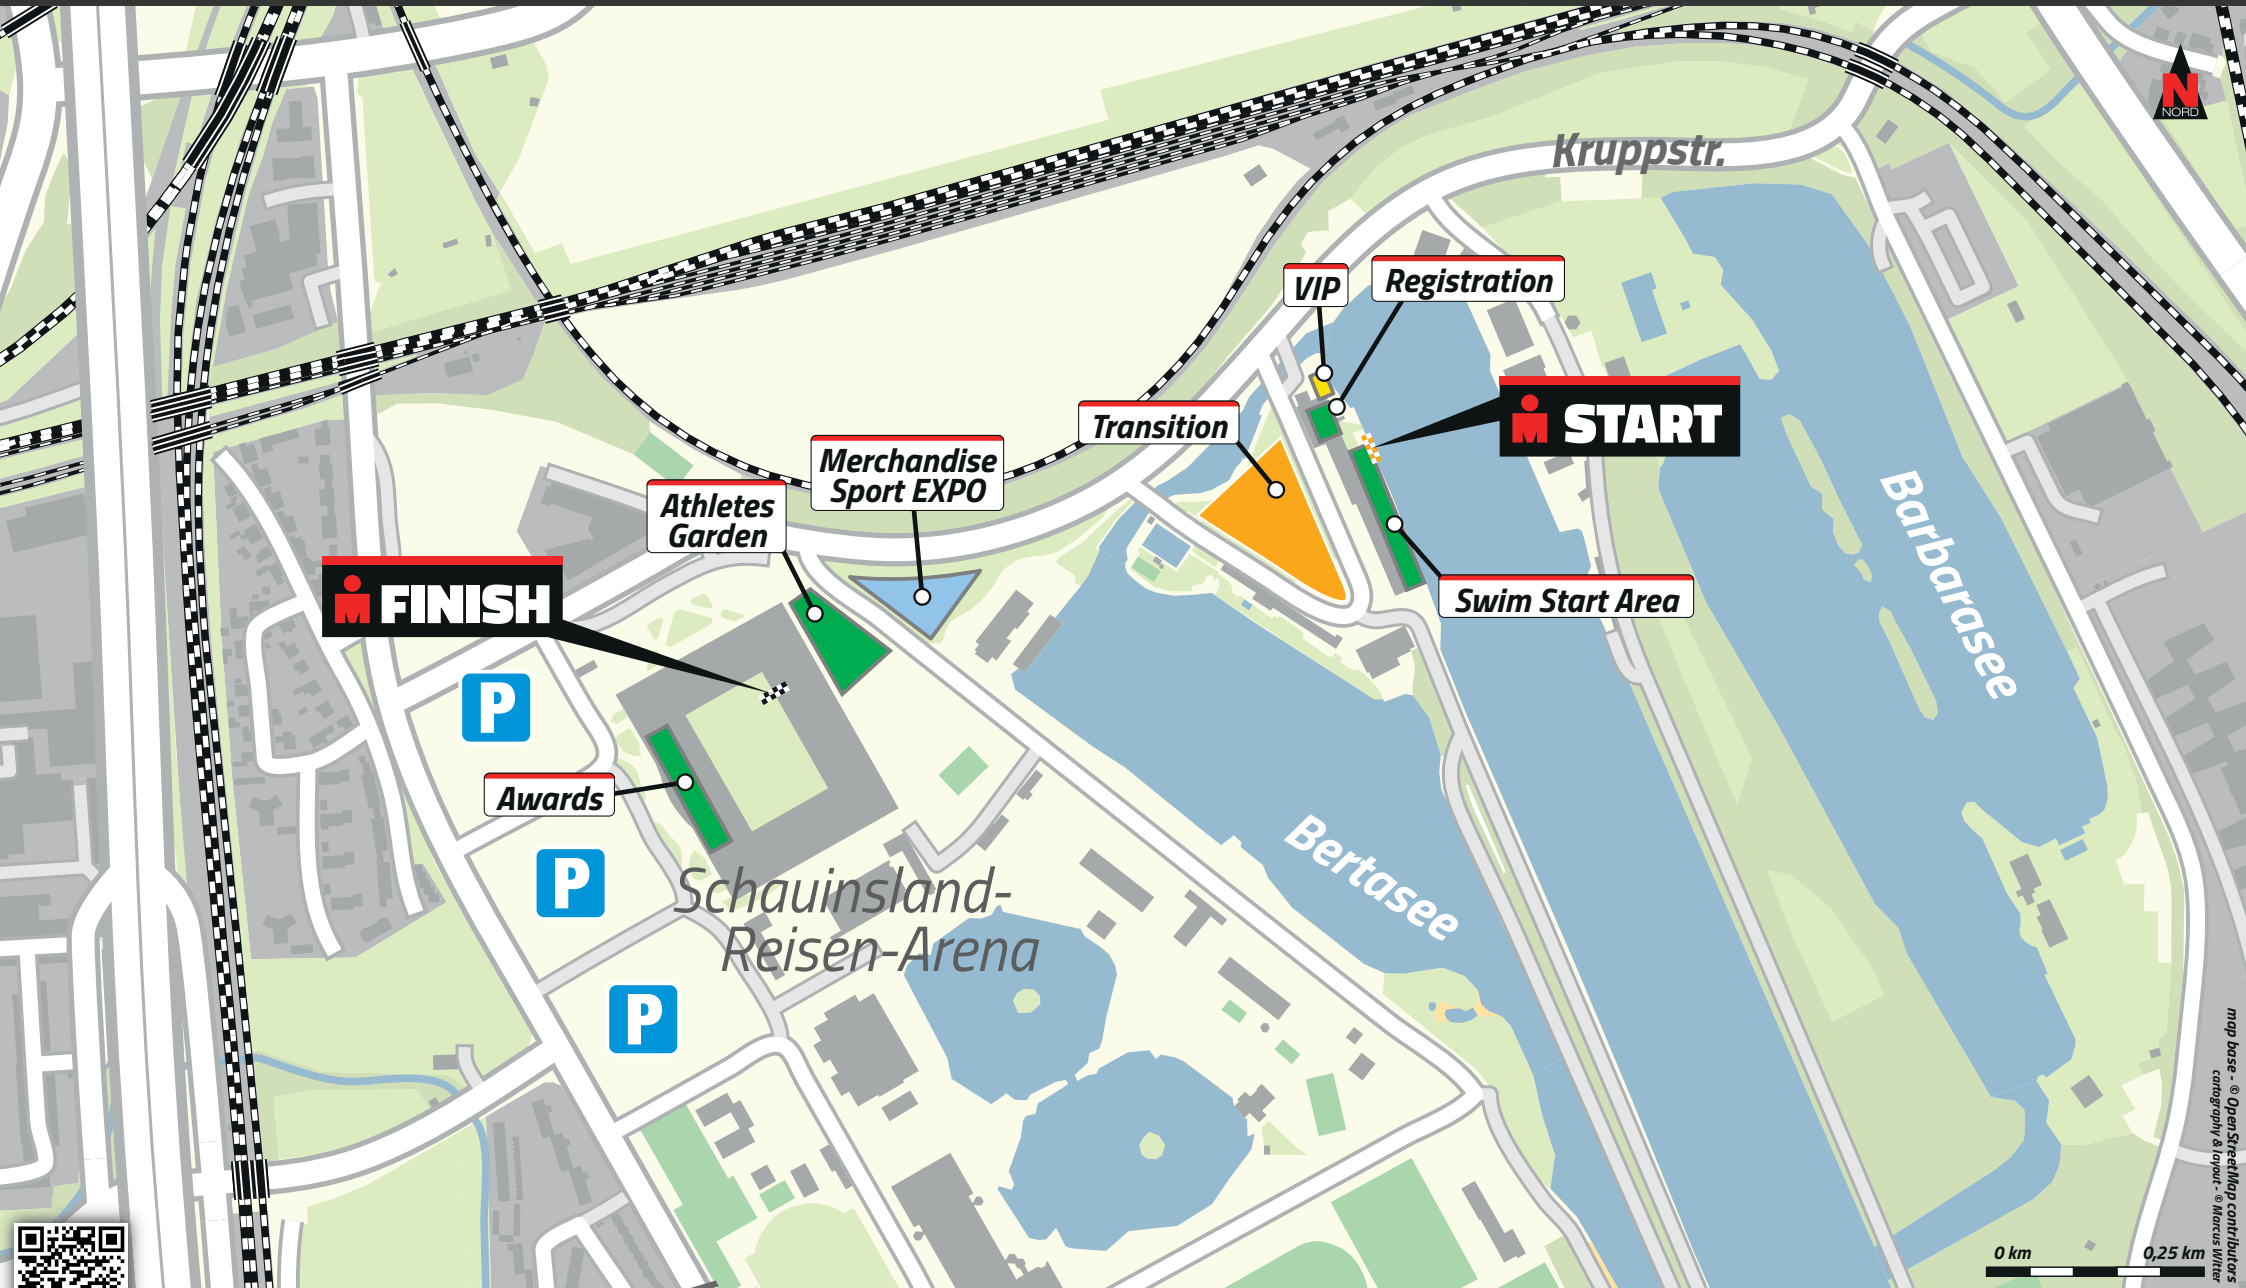 N
NORD
Kruppstr.
VIP
Registration
START
Transition
Merchandise
Sport EXPO
Athletes
Garden
FINISH
Swim Start Area
Barbarasee
P
Awards
P
Schauinsland-
Reisen-Arena
Bertasee
P
map base - © OpenStreetMap contributors
cartography & layout - © Marcus Witter
0 km
0,25 km